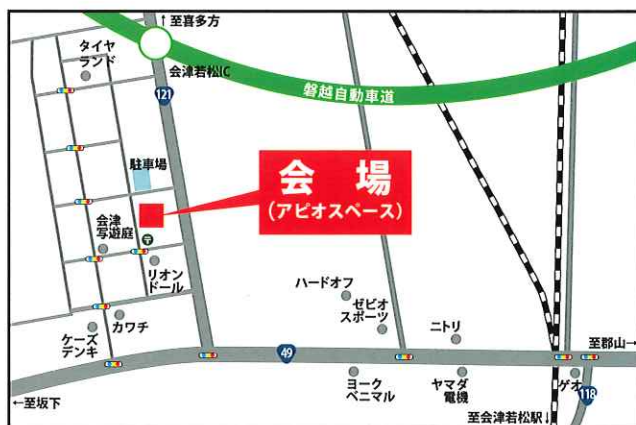 ↑至喜多方
タイヤ
ランド
会津若松IC
磐越自動車道
121
駐車場
会場
(アピオスペース)
会津
写遊庭
〒
リオン
ドール
ハードオフ
ゼビオ
スポーツ
ニトリ
カワチ
ケーズ
デンキ
49
至郡山→
ヨーク
ベニマル
ヤマダ
電機
ゲオ
118
←至坂下
至会津若松駅↓